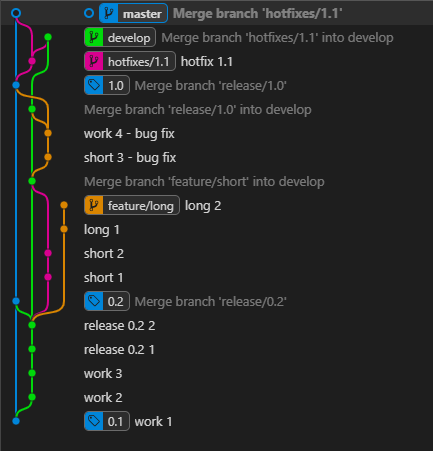 master Merge branch 'hotfixes/1.1'
develop Merge branch 'hotfixes/1.1' into develop
hotfixes/1.1 hotfix 1.1
1.0 Merge branch 'release/1.0'
Merge branch 'release/1.0' into develop
work 4 - bug fix
short 3 - bug fix
Merge branch 'feature/short' into develop
feature/long long 2
long 1
short 2
short 1
0.2 Merge branch 'release/0.2'
release 0.2 2
release 0.2 1
work 3
work 2
0.1 work 1